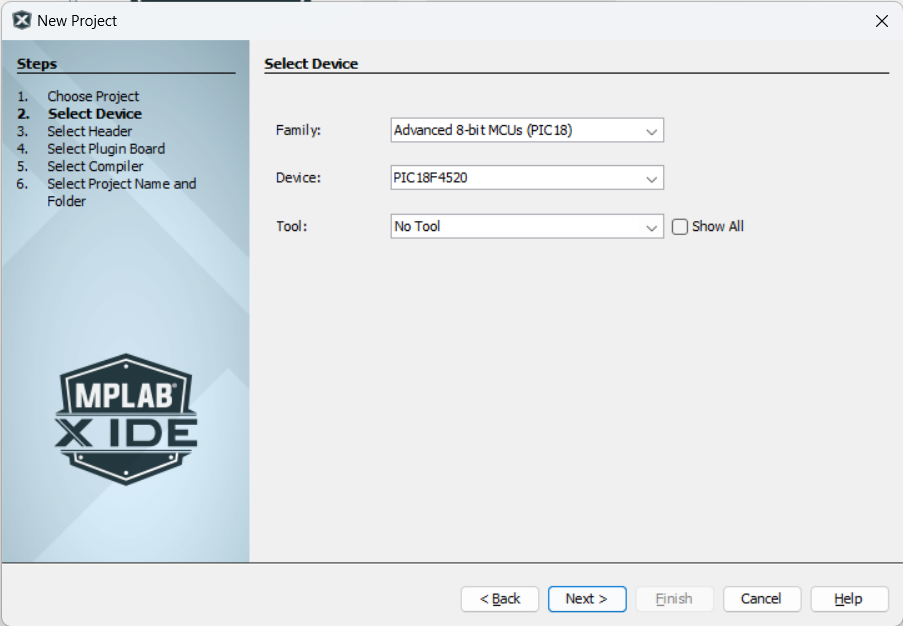 New Project
Steps
1. Choose Project
2. Select Device
3. Select Header
4. Select Plugin Board
5. Select Compiler
6. Select Project Name and
Folder
MPLAB®
X IDE
Select Device
Family: Advanced 8-bit MCUs (PIC18)
Device: PIC18F4520
Tool: No Tool Show All
< Back Next > Finish Cancel Help